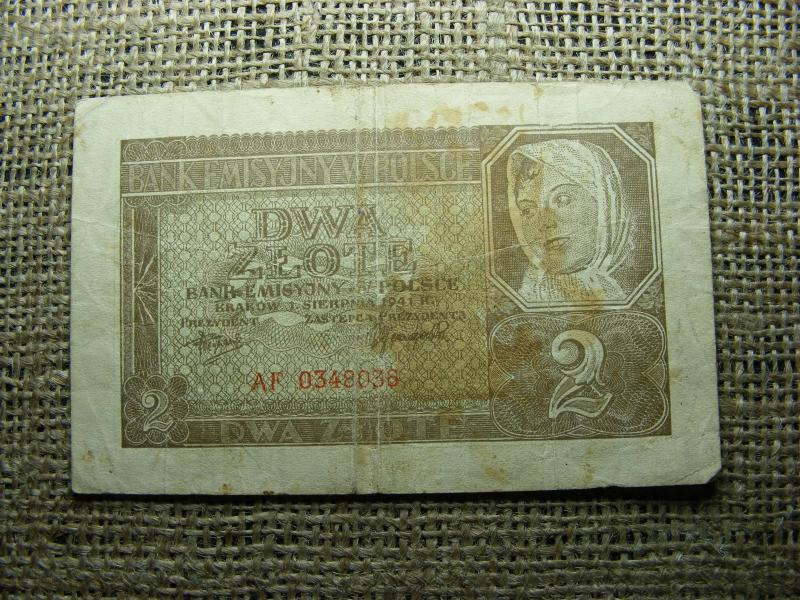 BANK EMISYJNY W POLSCE
DWA
ZŁOTE
BANK EMISYJNY W POLSCE
KRAKÓW 1. SIERPNIA 1941 R.
PREZYDENT ZASTĘPCA PREZYDENTA
2
AF 0348036
2
DWA ZŁOTE